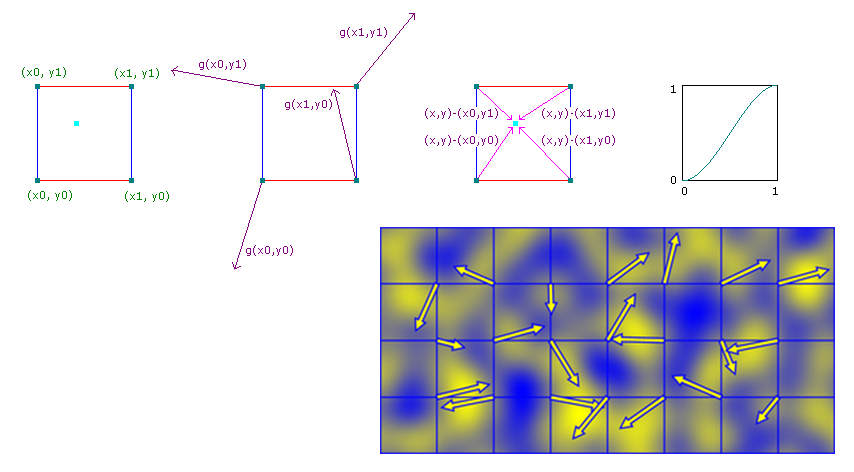 (x0, y1)
(x1, y1)
(x0, y0)
(x1, y0)
g(x0,y1)
g(x1,y1)
g(x1,y0)
g(x0,y0)
(x,y)-(x0,y1)
(x,y)-(x1,y1)
(x,y)-(x0,y0)
(x,y)-(x1,y0)
1
0
0
1